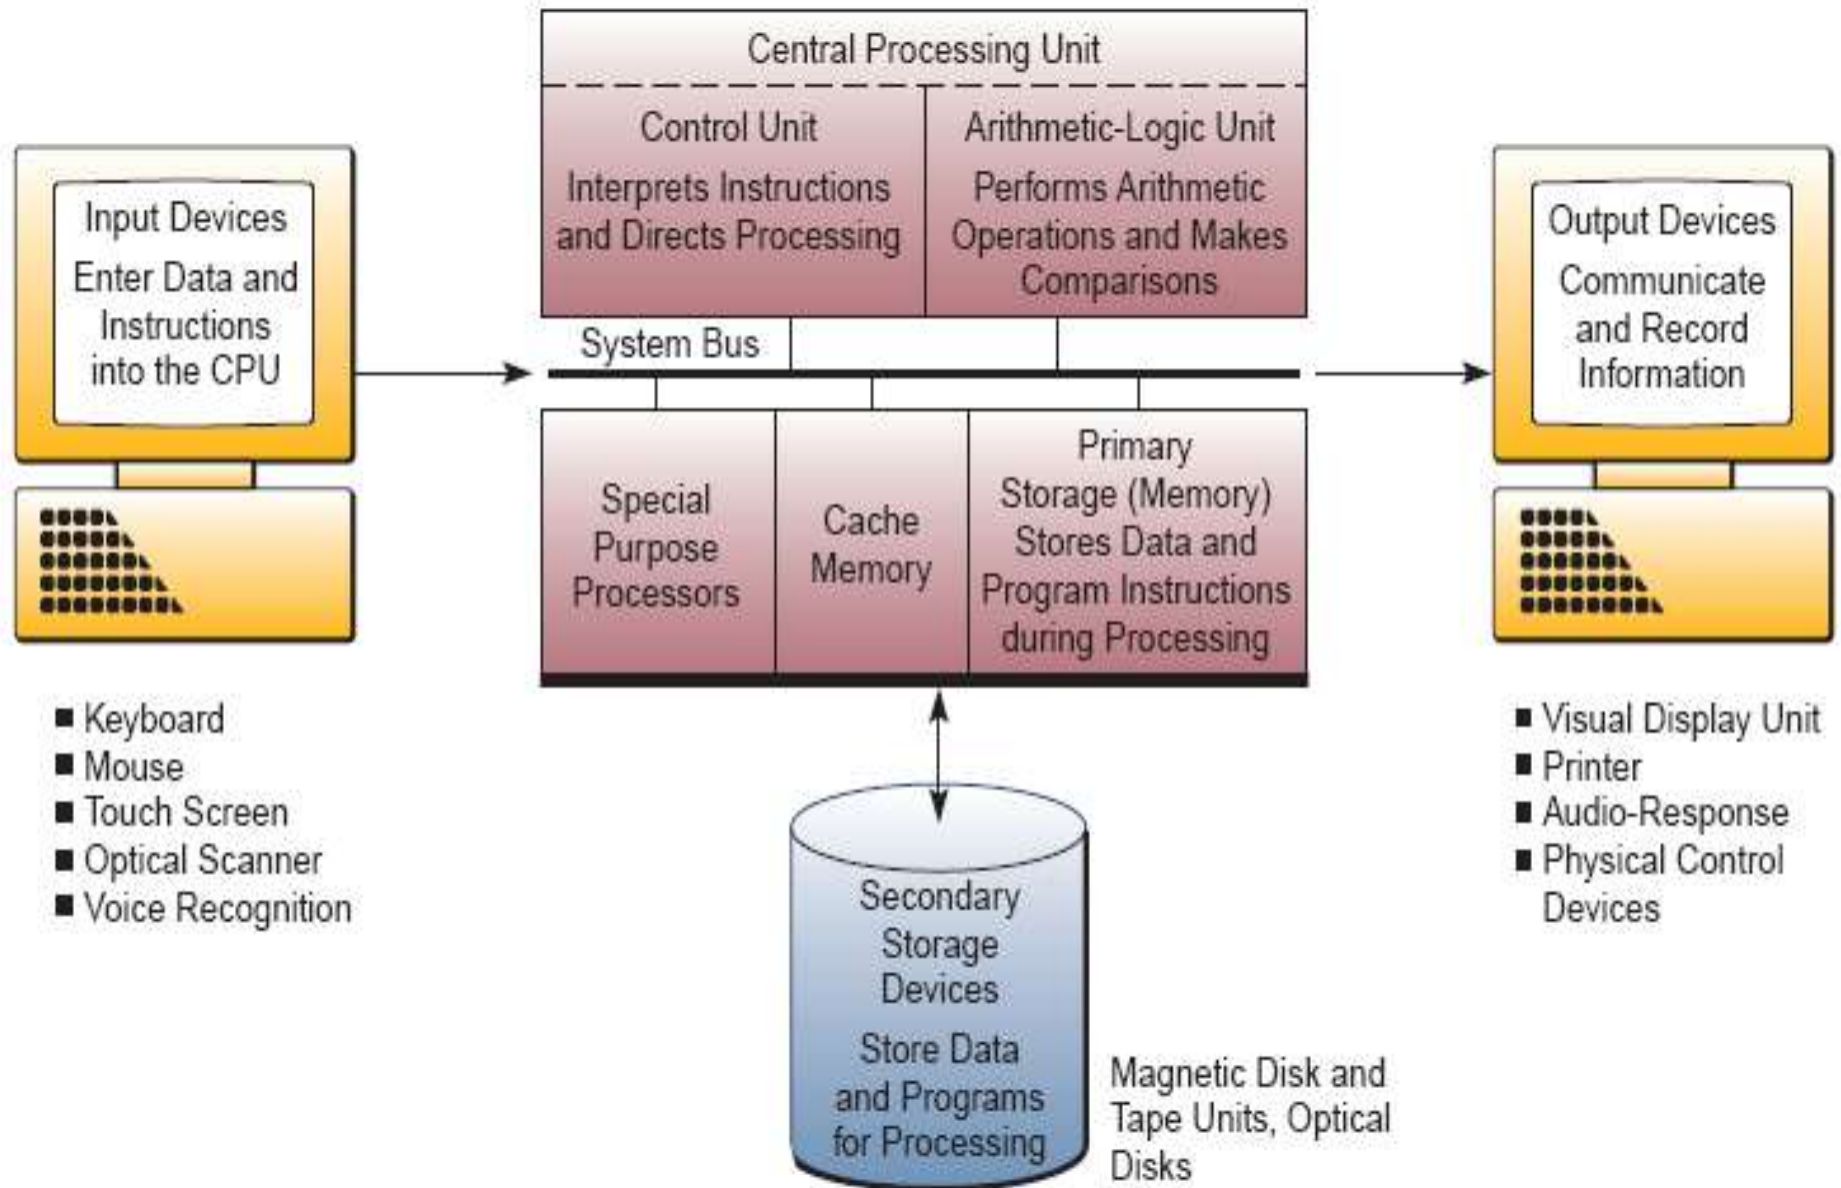 Central Processing Unit
Control Unit
Interprets Instructions
and Directs Processing
Arithmetic-Logic Unit
Performs Arithmetic
Operations and Makes
Comparisons
Input Devices
Enter Data and
Instructions
into the CPU
System Bus
Output Devices
Communicate
and Record
Information
Special
Purpose
Processors
Cache
Memory
Primary
Storage (Memory)
Stores Data and
Program Instructions
during Processing
■ Keyboard
■ Mouse
■ Touch Screen
■ Optical Scanner
■ Voice Recognition
■ Visual Display Unit
■ Printer
■ Audio-Response
■ Physical Control
Devices
Secondary
Storage
Devices
Store Data
and Programs
for Processing
Magnetic Disk and
Tape Units, Optical
Disks